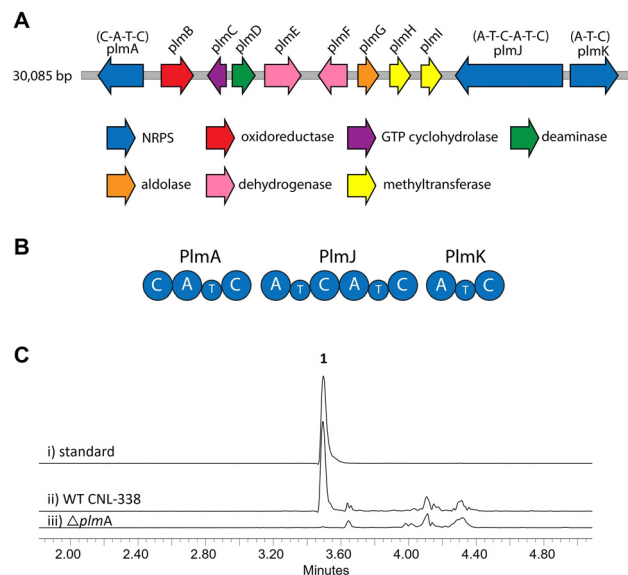 A
(C-A-T-C)
plmA
plmB
plmC
plmD
plmE
plmF
plmG
plmH
plmI
(A-T-C-A-T-C)
plmJ
(A-T-C)
plmK
30,085 bp
NRPS
oxidoreductase
GTP cyclohydrolase
deaminase
aldolase
dehydrogenase
methyltransferase
B
PlmA
PlmJ
PlmK
C A T C
A T C A T C
A T C
C
1
i) standard
ii) WT CNL-338
iii) △plmA
2.00 2.40 2.80 3.20 3.60 4.00 4.40 4.80
Minutes